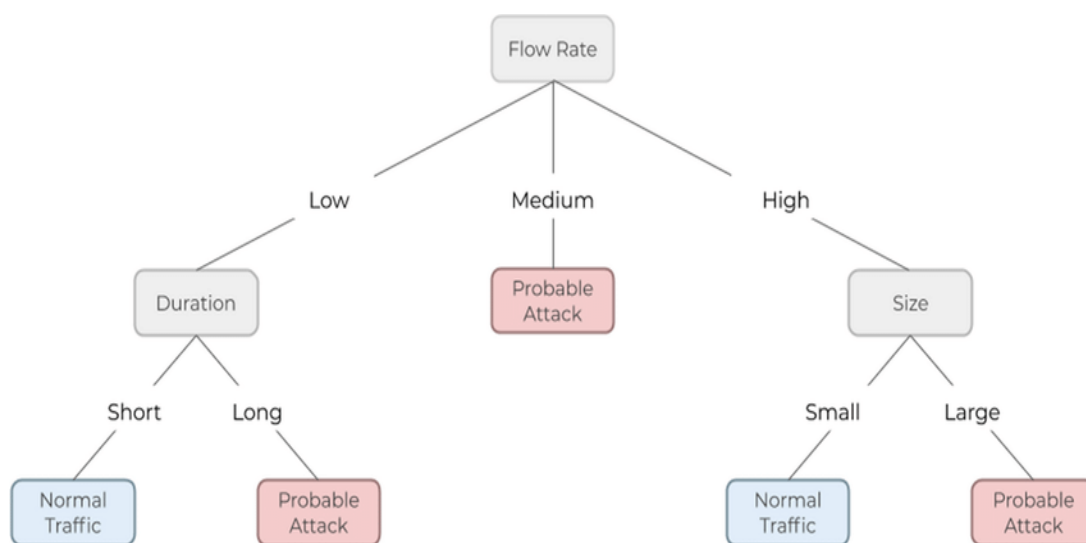 Flow Rate
Low
Medium
High
Duration
Probable
Attack
Size
Short
Long
Small
Large
Normal
Traffic
Probable
Attack
Normal
Traffic
Probable
Attack